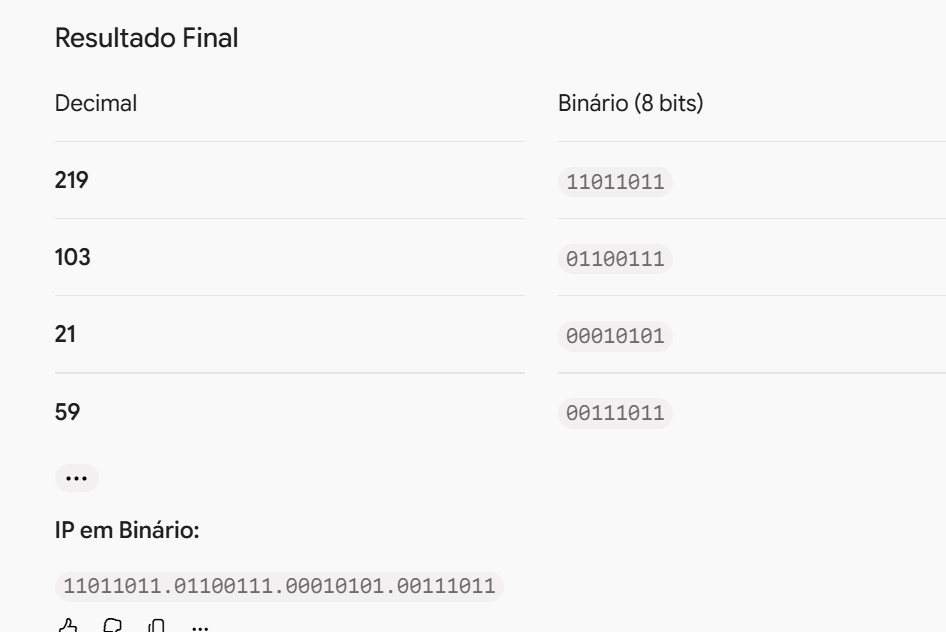 Resultado Final
Decimal Binário (8 bits)
219 11011011
103 01100111
21 00010101
59 00111011
IP em Binário:
11011011.01100111.00010101.00111011